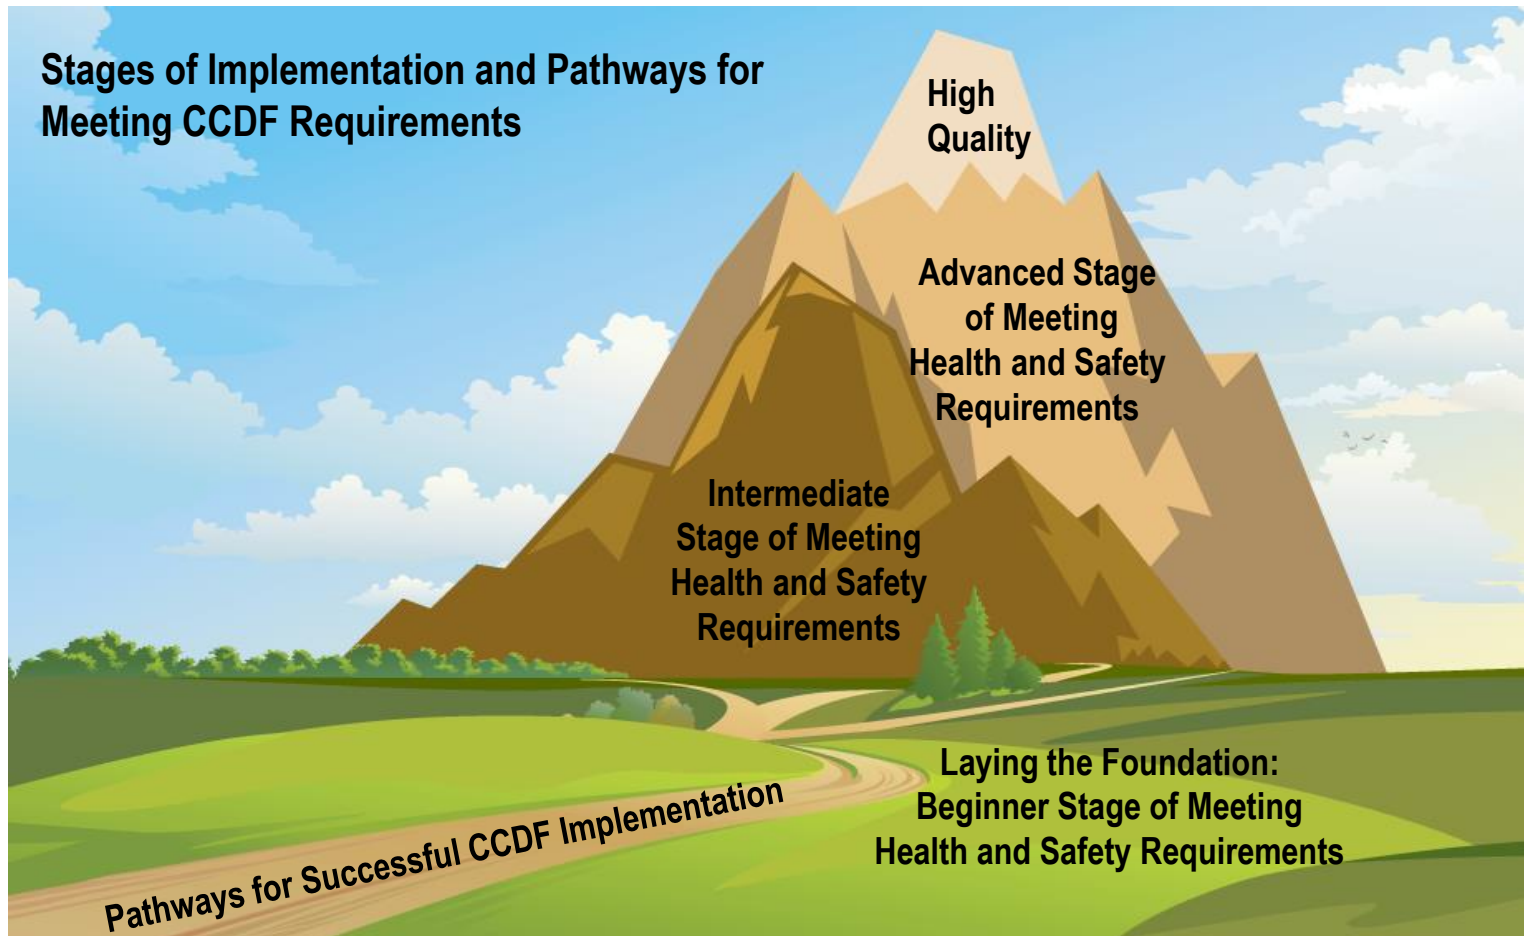 Stages of Implementation and Pathways for
Meeting CCDF Requirements
High
Quality
Advanced Stage
of Meeting
Health and Safety
Requirements
Intermediate
Stage of Meeting
Health and Safety
Requirements
Laying the Foundation:
Beginner Stage of Meeting
Health and Safety Requirements
Pathways for Successful CCDF Implementation